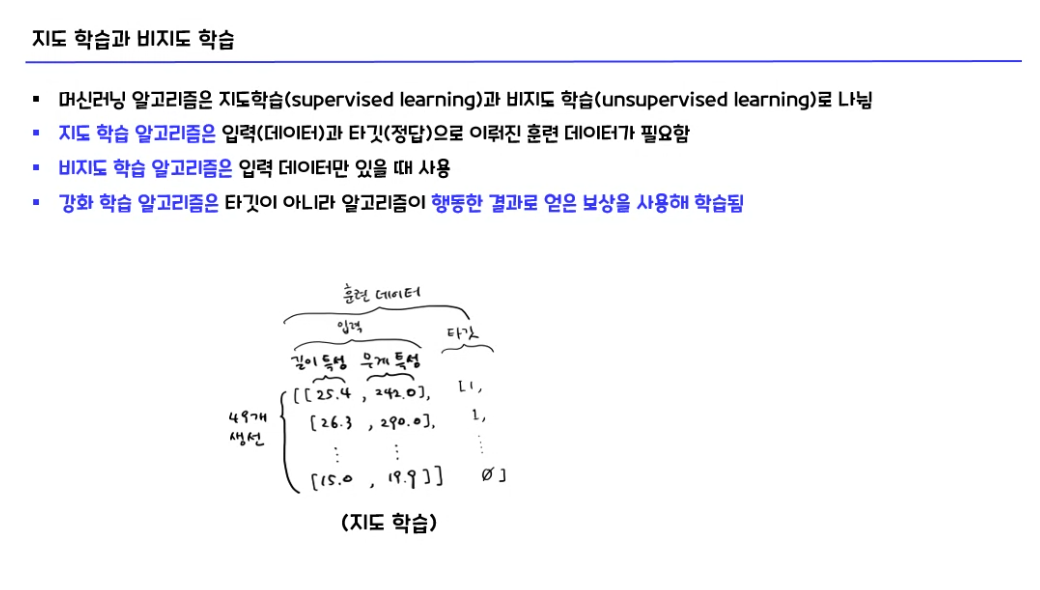 지도 학습과 비지도 학습
▪ 머신러닝 알고리즘은 지도학습(supervised learning)과 비지도 학습(unsupervised learning)로 나뉨
▪ 지도 학습 알고리즘은 입력(데이터)과 타깃(정답)으로 이뤄진 훈련 데이터가 필요함
▪ 비지도 학습 알고리즘은 입력 데이터만 있을 때 사용
▪ 강화 학습 알고리즘은 타깃이 아니라 알고리즘이 행동한 결과로 얻은 보상을 사용해 학습됨
훈련 데이터
입력 타깃
길이 특성 무게 특성
[[25.4 , 242.0], [1,
49개
생선
[26.3 , 290.0], 1,
⋮ ⋮ ⋮
[15.0 , 19.9]] 0]
(지도 학습)